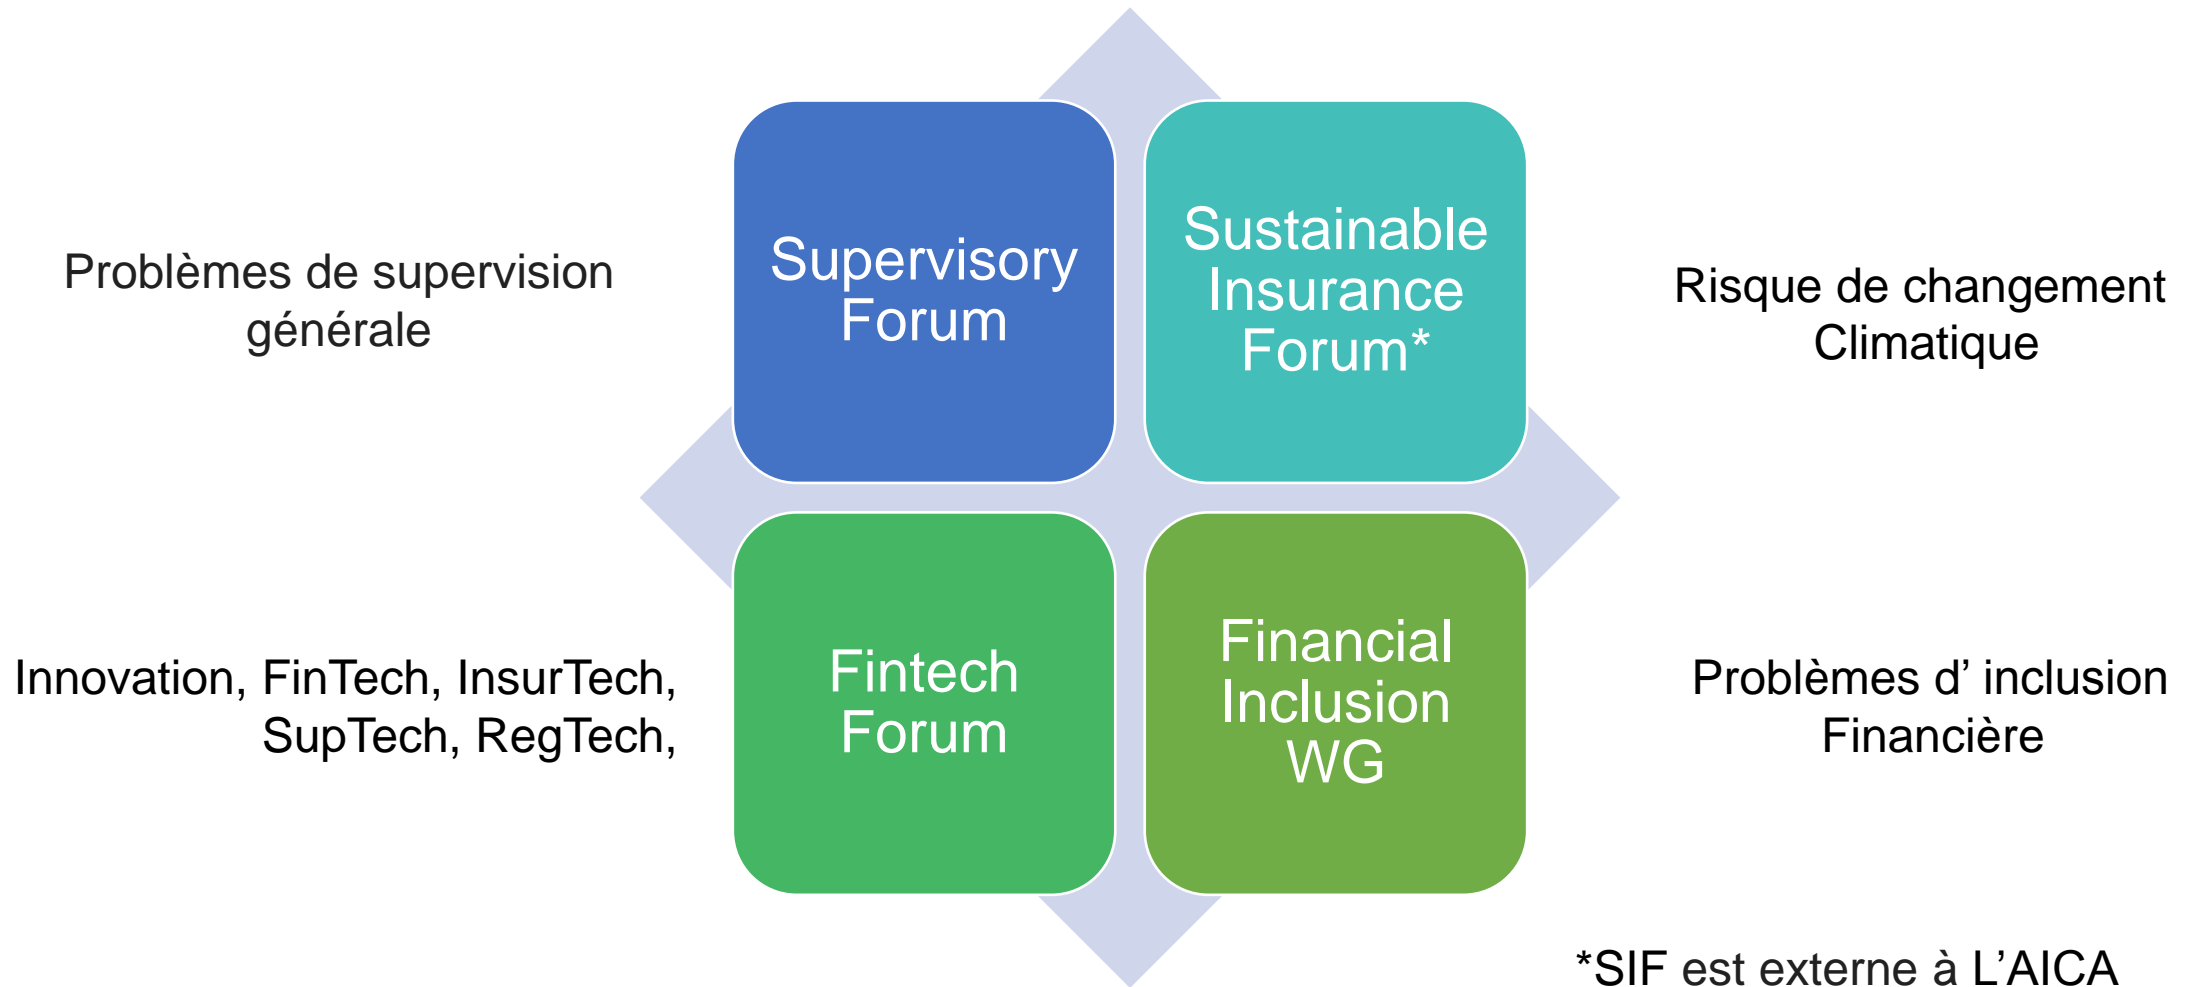 Problèmes de supervision
générale
Supervisory
Forum
Sustainable
Insurance
Forum*
Risque de changement
Climatique
Innovation, FinTech, InsurTech,
SupTech, RegTech,
Fintech
Forum
Financial
Inclusion
WG
Problèmes d’ inclusion
Financière
*SIF est externe à L’AICA